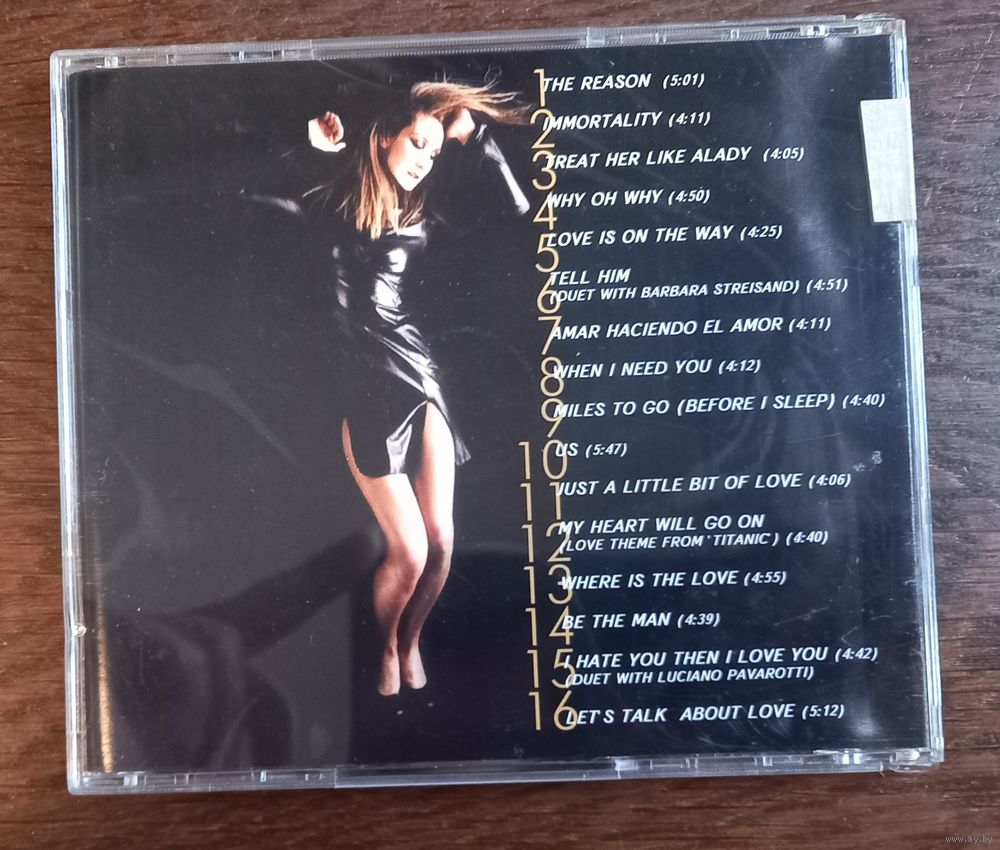 1 THE REASON (5:01)
2 IMMORTALITY (4:11)
3 TREAT HER LIKE ALADY (4:05)
4 WHY OH WHY (4:50)
5 LOVE IS ON THE WAY (4:25)
6 TELL HIM
(DUET WITH BARBARA STREISAND) (4:51)
7 AMAR HACIENDO EL AMOR (4:11)
8 WHEN I NEED YOU (4:12)
9 MILES TO GO (BEFORE I SLEEP) (4:40)
10 US (5:47)
11 JUST A LITTLE BIT OF LOVE (4:06)
12 MY HEART WILL GO ON
(LOVE THEME FROM 'TITANIC') (4:40)
13 WHERE IS THE LOVE (4:55)
14 BE THE MAN (4:39)
15 I HATE YOU THEN I LOVE YOU (4:42)
(DUET WITH LUCIANO PAVAROTTI)
16 LET'S TALK ABOUT LOVE (5:12)
www.ay.by